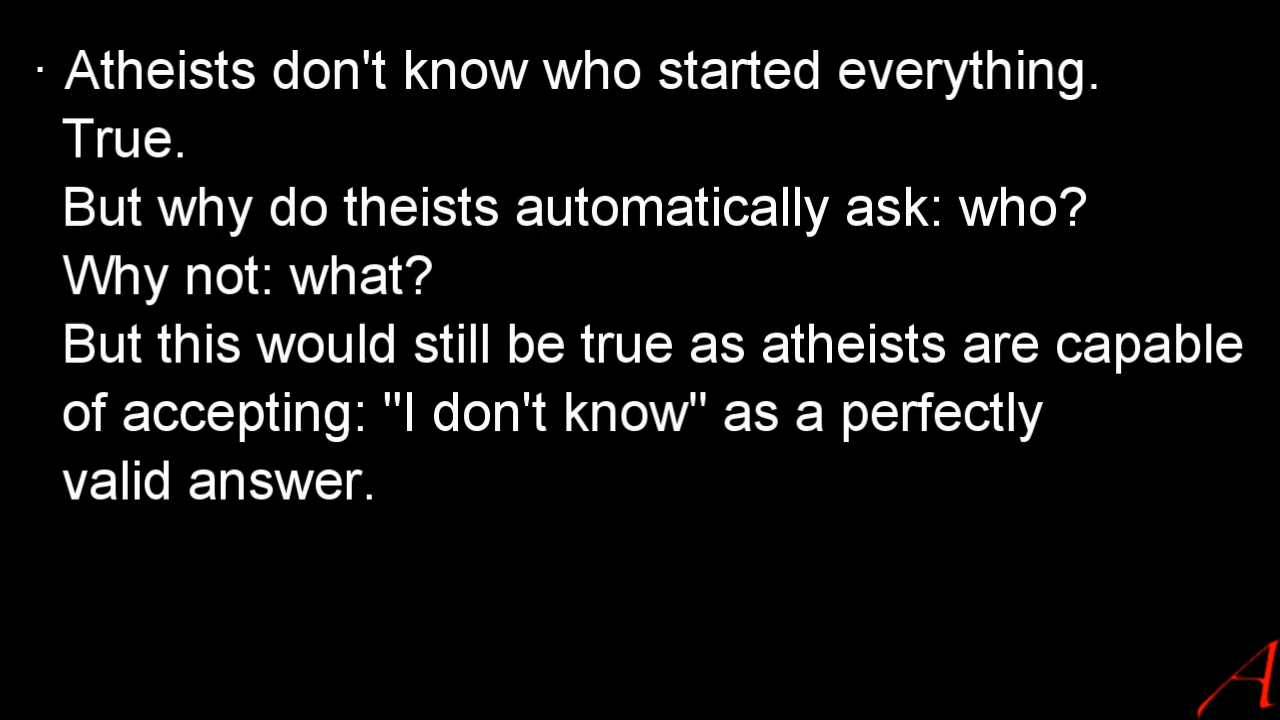 · Atheists don't know who started everything.
True.
But why do theists automatically ask: who?
Why not: what?
But this would still be true as atheists are capable
of accepting: "I don't know" as a perfectly
valid answer.
A